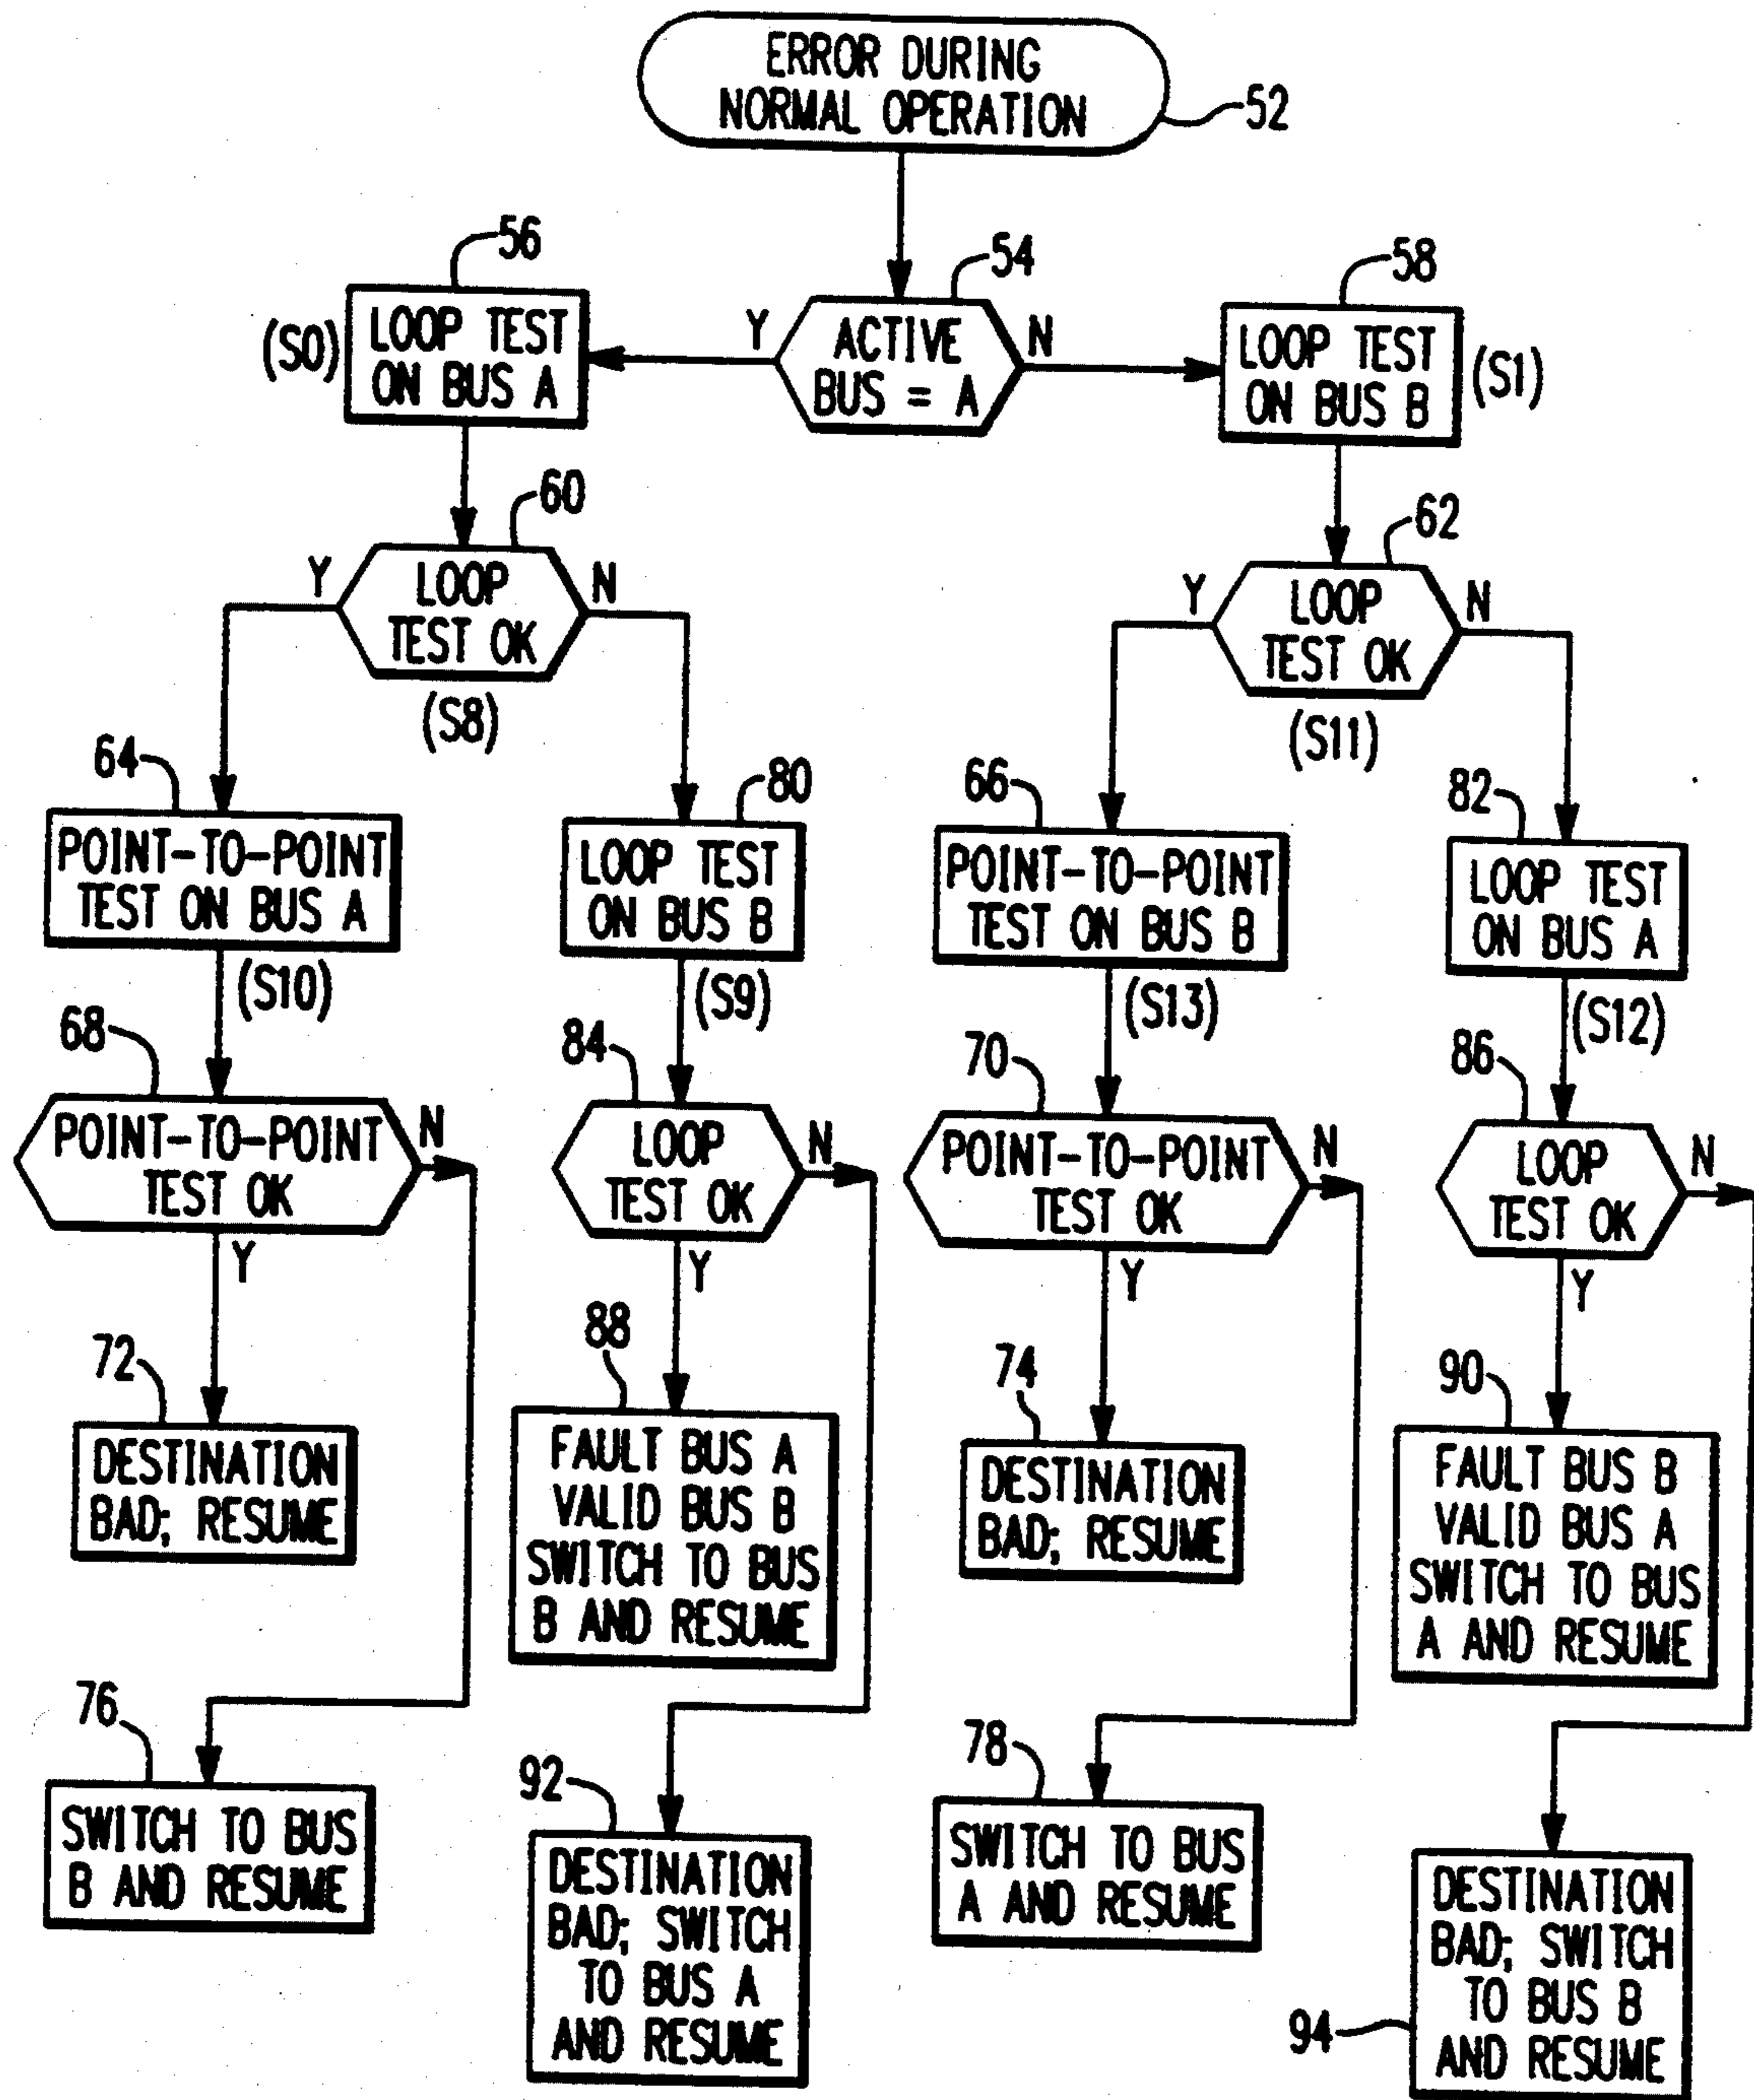 ERROR DURING
NORMAL OPERATION
52
56
54
58
(S0)
LOOP TEST
ON BUS A
Y
ACTIVE
BUS = A
N
LOOP TEST
ON BUS B
(S1)
60
62
Y
LOOP
TEST OK
N
(S8)
Y
LOOP
TEST OK
N
(S11)
64
80
66
82
POINT-TO-POINT
TEST ON BUS A
(S10)
LOOP TEST
ON BUS B
(S9)
POINT-TO-POINT
TEST ON BUS B
(S13)
LOOP TEST
ON BUS A
(S12)
68
84
70
86
POINT-TO-POINT
TEST OK
N
Y
LOOP
TEST OK
N
Y
POINT-TO-POINT
TEST OK
N
Y
LOOP
TEST OK
N
Y
72
88
74
90
DESTINATION
BAD; RESUME
FAULT BUS A
VALID BUS B
SWITCH TO BUS
B AND RESUME
DESTINATION
BAD; RESUME
FAULT BUS B
VALID BUS A
SWITCH TO BUS
A AND RESUME
76
92
78
94
SWITCH TO BUS
B AND RESUME
DESTINATION
BAD; SWITCH
TO BUS A
AND RESUME
SWITCH TO BUS
A AND RESUME
DESTINATION
BAD; SWITCH
TO BUS B
AND RESUME